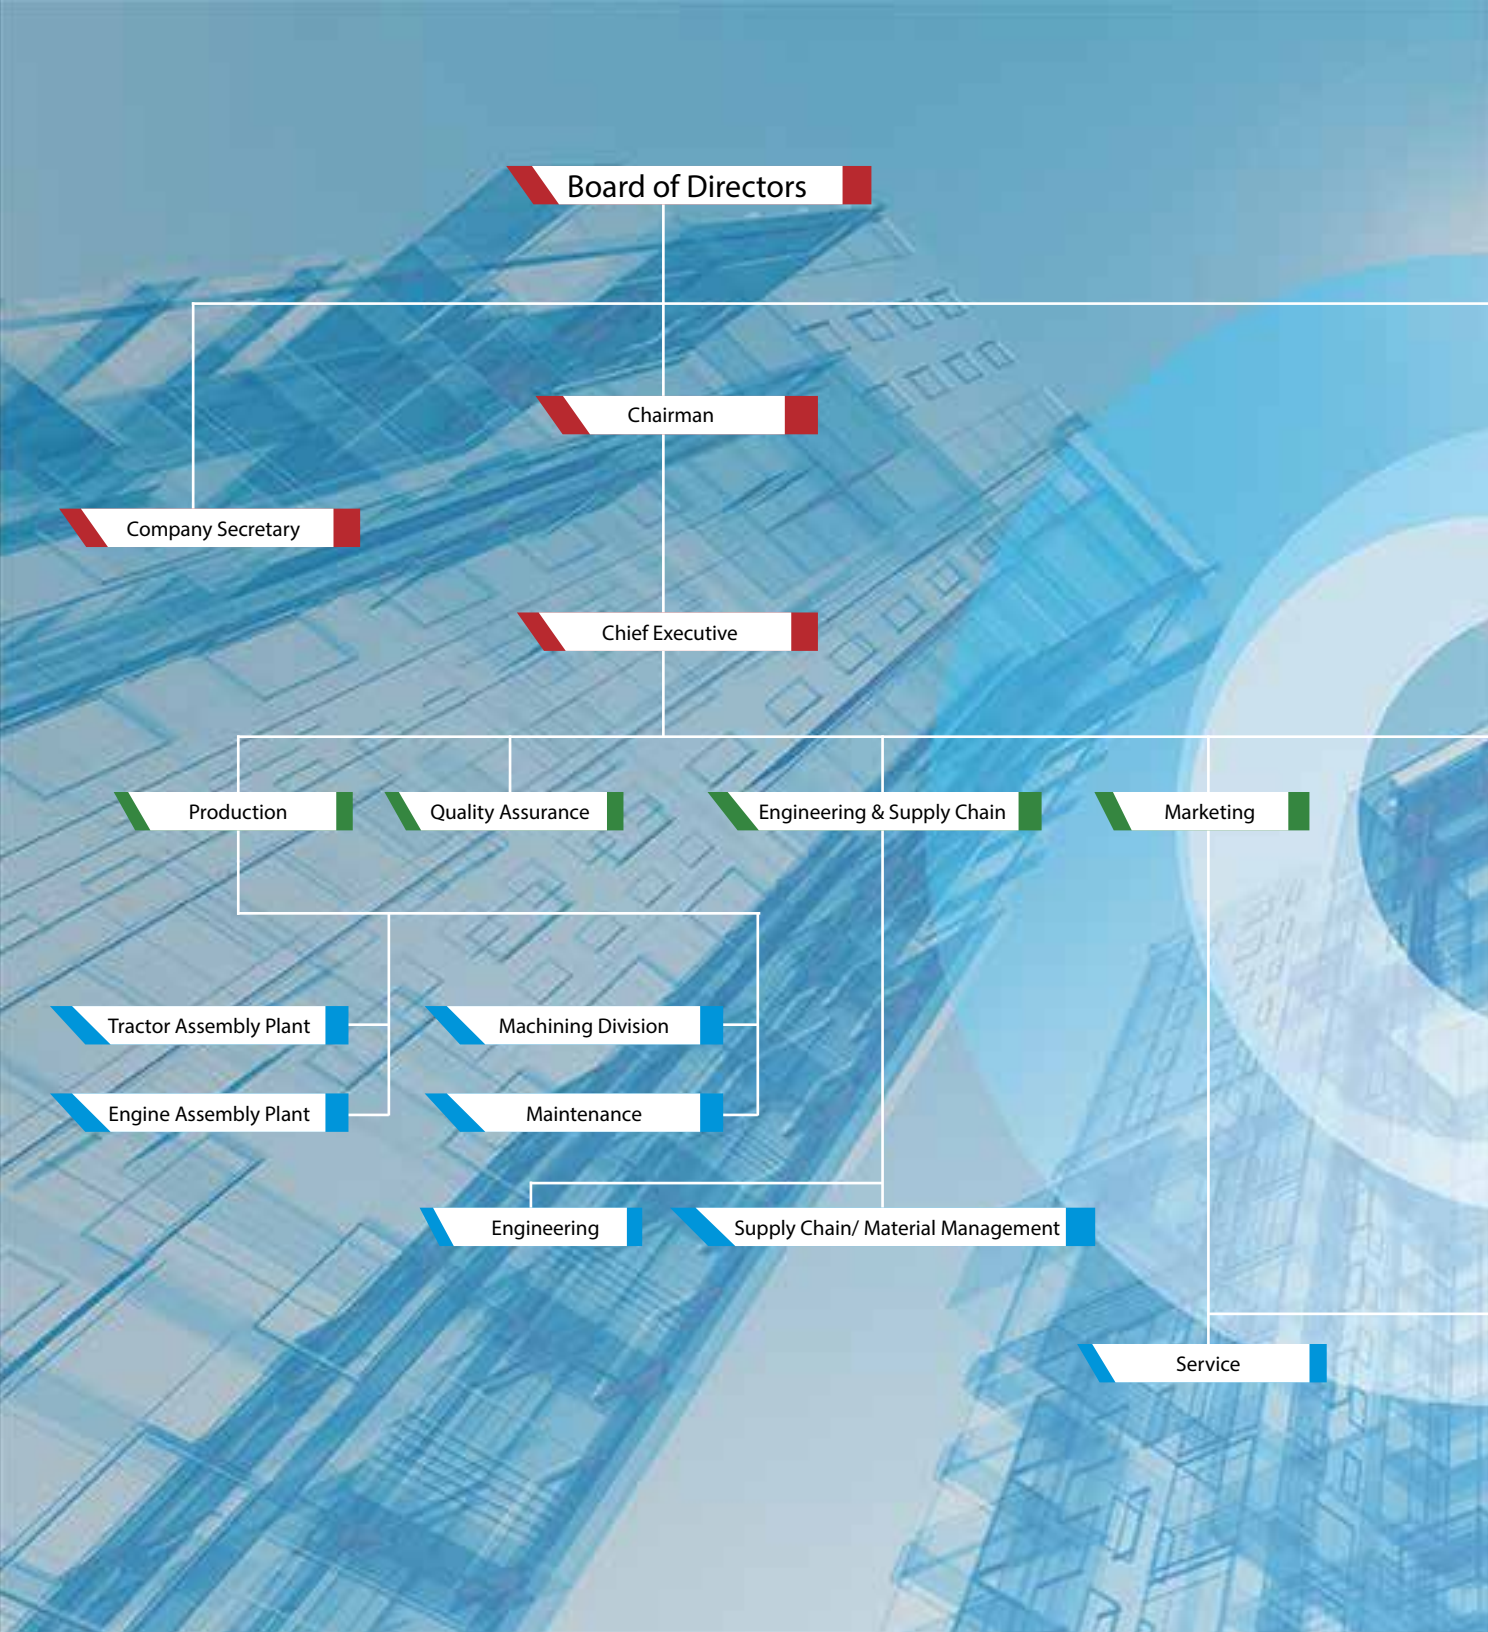 Board of Directors
Chairman
Company Secretary
Chief Executive
Production
Quality Assurance
Engineering & Supply Chain
Marketing
Tractor Assembly Plant
Machining Division
Engine Assembly Plant
Maintenance
Engineering
Supply Chain/ Material Management
Service